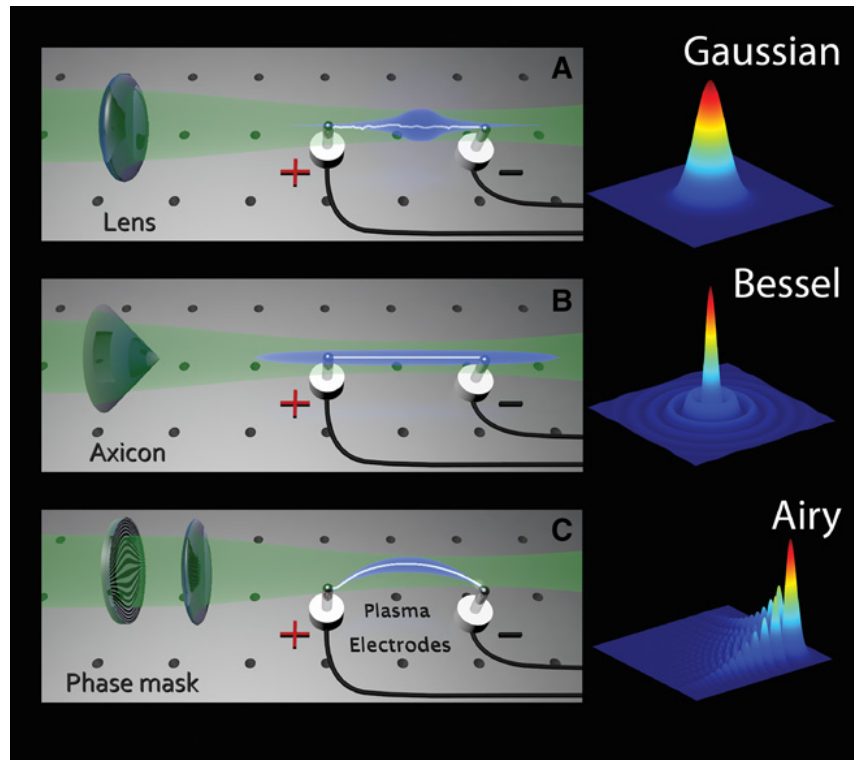 A
Gaussian
+
−
Lens
B
Bessel
+
−
Axicon
C
Airy
Plasma
+
−
Electrodes
Phase mask